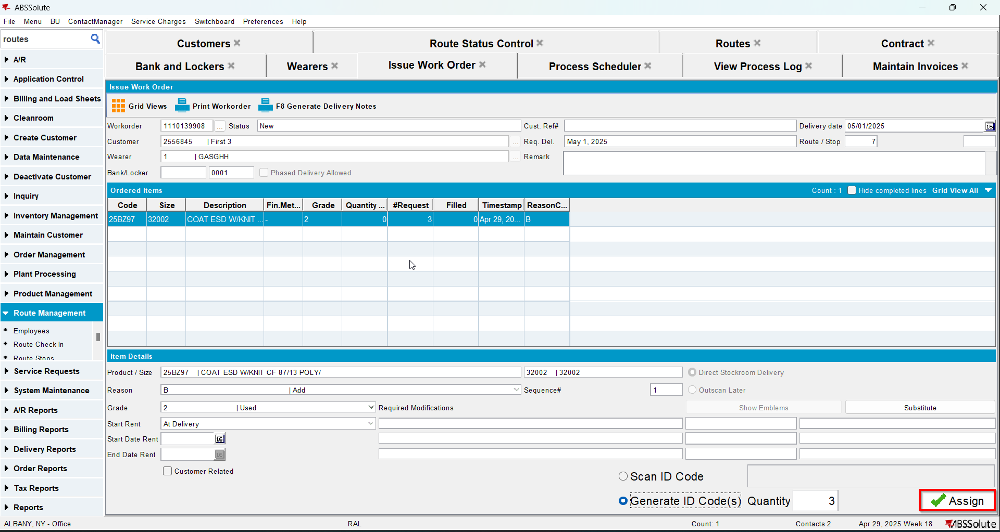 ABSSolute
File Menu BU ContactManager Service Charges Switchboard Preferences Help
routes
Customers Route Status Control Routes Contract
Bank and Lockers Wearers Issue Work Order Process Scheduler View Process Log Maintain Invoices
A/R
Application Control
Billing and Load Sheets
Cleanroom
Create Customer
Data Maintenance
Deactivate Customer
Inquiry
Inventory Management
Maintain Customer
Order Management
Plant Processing
Product Management
Route Management
Employees
Route Check In
Route Stops
Service Requests
System Maintenance
A/R Reports
Billing Reports
Delivery Reports
Order Reports
Tax Reports
Reports
Issue Work Order
Grid Views Print Workorder F8 Generate Delivery Notes
Workorder 1110139908 ... Status New Cust. Ref# Delivery date 05/01/2025 16
Customer 2556845 | First 3 ... Req. Del. May 1, 2025 Route / Stop 7
Wearer 1 | GASGHH ... Remark
Bank/Locker 0001 Phased Delivery Allowed
Ordered Items Count : 1 Hide completed lines Grid View All
Code Size Description Fin.Met... Grade Quantity ... #Request Filled Timestamp ReasonC...
25BZ97 32002 COAT ESD W/KNIT ... - 2 0 3 0 Apr 29, 20... B
Item Details
Product / Size 25BZ97 | COAT ESD W/KNIT CF 87/13 POLY/ 32002 | 32002 Direct Stockroom Delivery
Reason B | Add Sequence# 1 Outscan Later
Grade 2 | Used Required Modifications Show Emblems Substitute
Start Rent At Delivery
Start Date Rent 16
End Date Rent 16
Customer Related
Scan ID Code
Generate ID Code(s) Quantity 3 Assign
ALBANY, NY - Office RAL Count: 1 Contacts 2 Apr 29, 2025 Week 18 ABSSolute